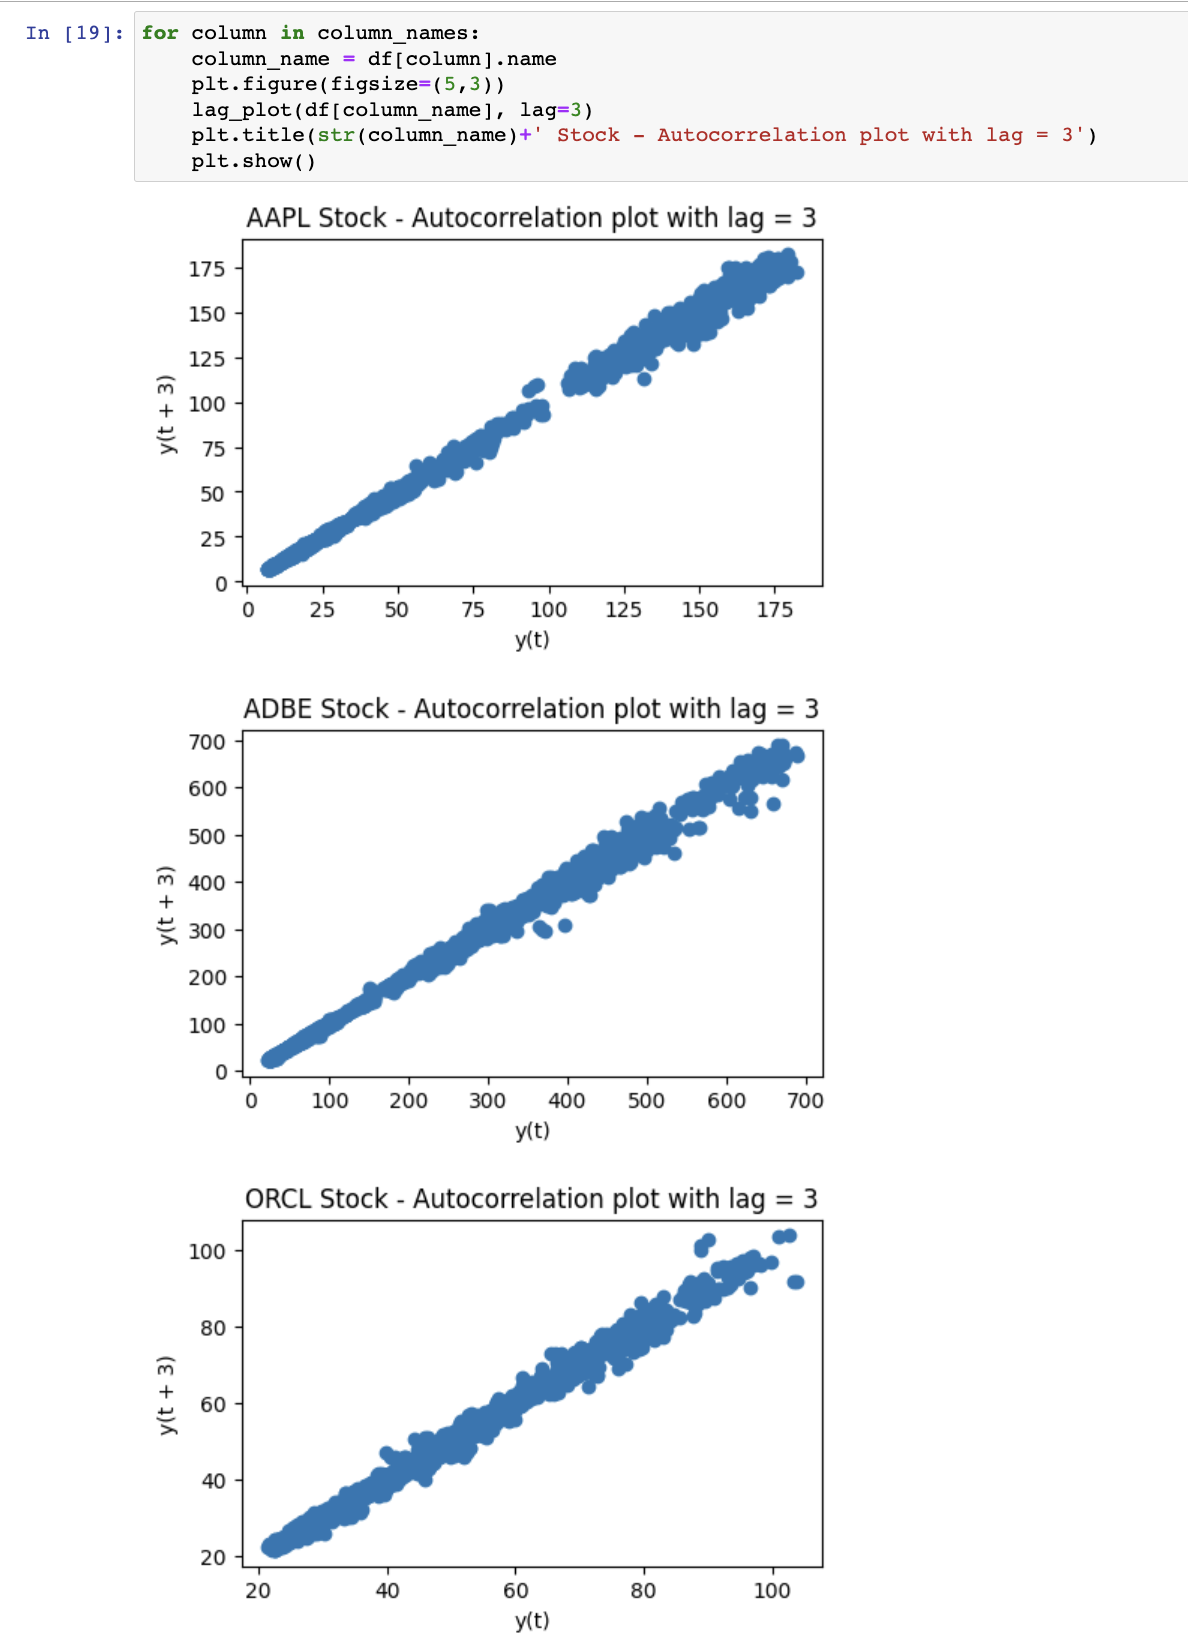 In [19]: for column in column_names:
column_name = df[column].name
plt.figure(figsize=(5,3))
lag_plot(df[column_name], lag=3)
plt.title(str(column_name)+' Stock - Autocorrelation plot with lag = 3')
plt.show()
AAPL Stock - Autocorrelation plot with lag = 3
175
150
125
100
75
50
25
0
y(t + 3)
0 25 50 75 100 125 150 175
y(t)
ADBE Stock - Autocorrelation plot with lag = 3
700
600
500
400
300
200
100
0
y(t + 3)
0 100 200 300 400 500 600 700
y(t)
ORCL Stock - Autocorrelation plot with lag = 3
100
80
60
40
20
y(t + 3)
20 40 60 80 100
y(t)